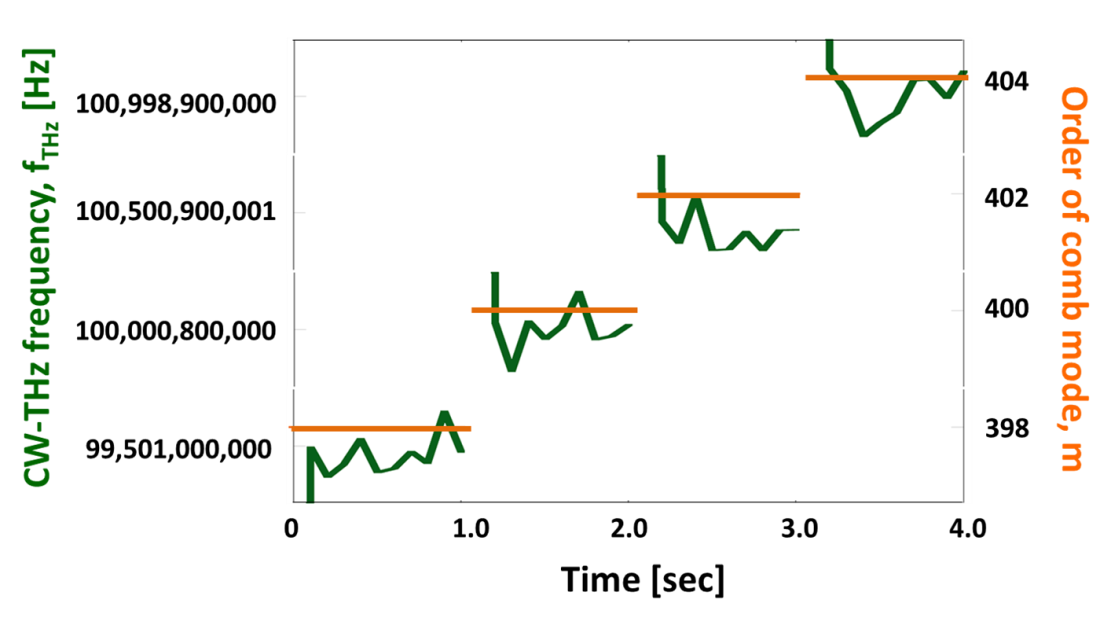 CW-THz frequency, fTHz [Hz]
100,998,900,000
100,500,900,001
100,000,800,000
99,501,000,000
404
402
400
398
Order of comb mode, m
0 1.0 2.0 3.0 4.0
Time [sec]